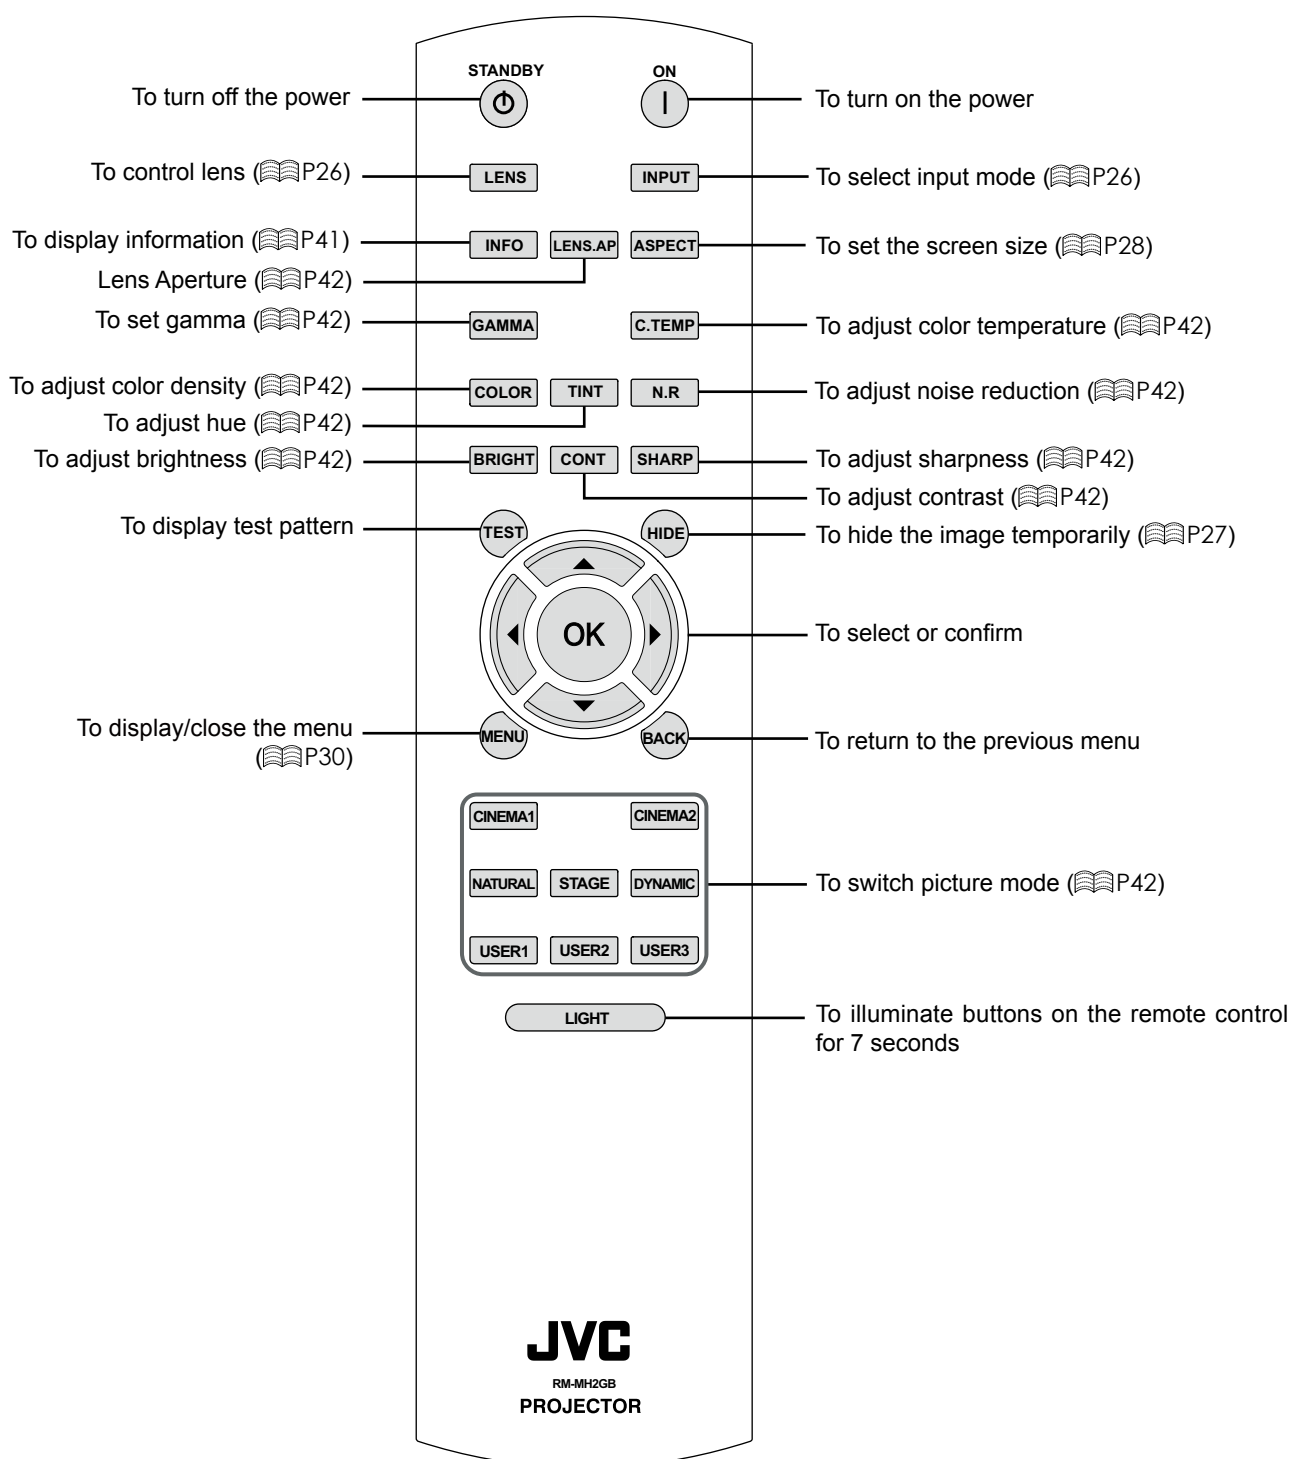 STANDBY
ON
To turn off the power
To turn on the power
To control lens (P26)
LENS
INPUT
To select input mode (P26)
To display information (P41)
INFO
LENS.AP
ASPECT
To set the screen size (P28)
Lens Aperture (P42)
To set gamma (P42)
GAMMA
C.TEMP
To adjust color temperature (P42)
To adjust color density (P42)
COLOR
TINT
N.R
To adjust noise reduction (P42)
To adjust hue (P42)
To adjust brightness (P42)
BRIGHT
CONT
SHARP
To adjust sharpness (P42)
To adjust contrast (P42)
To display test pattern
TEST
HIDE
To hide the image temporarily (P27)
OK
To select or confirm
To display/close the menu
(P30)
MENU
BACK
To return to the previous menu
CINEMA1
CINEMA2
NATURAL
STAGE
DYNAMIC
To switch picture mode (P42)
USER1
USER2
USER3
LIGHT
To illuminate buttons on the remote control
for 7 seconds
JVC
RM-MH2GB
PROJECTOR